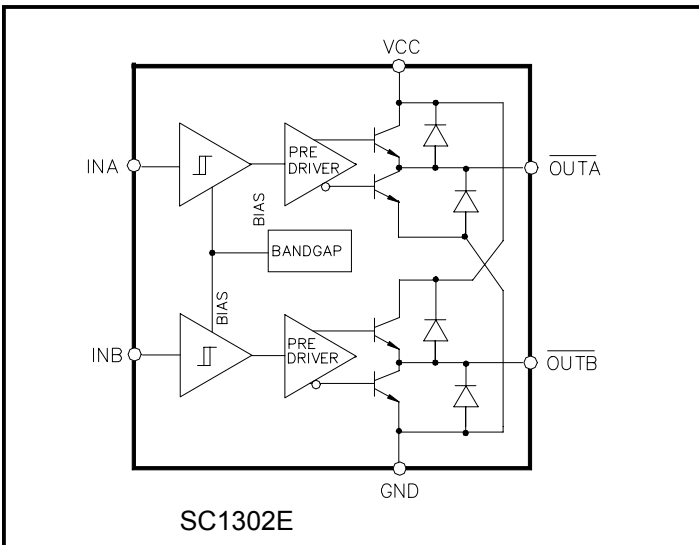 VCC
INA
PRE
DRIVER
OUTA
BIAS
BANDGAP
BIAS
INB
PRE
DRIVER
OUTB
GND
SC1302E